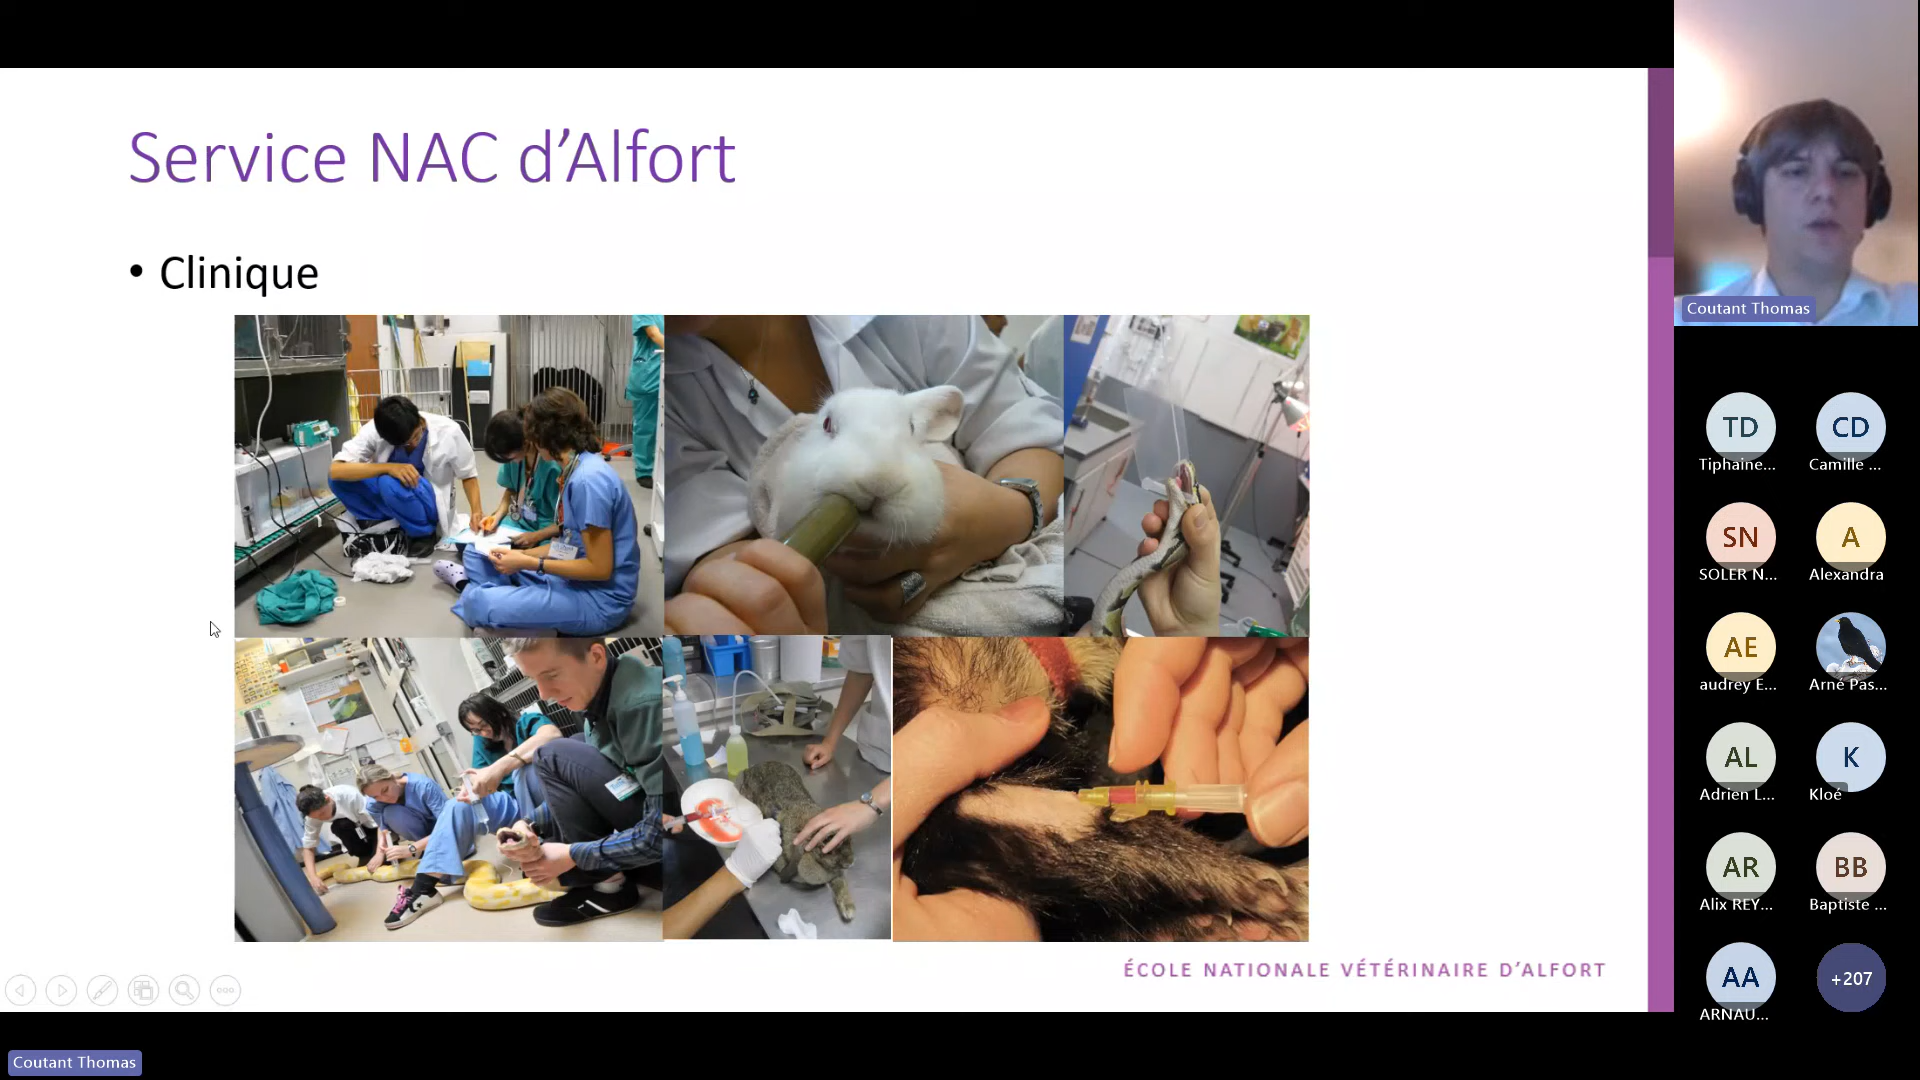 Service NAC d’Alfort
• Clinique
ÉCOLE NATIONALE VÉTÉRINAIRE D’ALFORT
Coutant Thomas
Coutant Thomas
TD
Tiphaine...
CD
Camille ...
SN
SOLER N...
A
Alexandra
AE
audrey E...
Arné Pas...
AL
Adrien L...
K
Kloé
AR
Alix REY...
BB
Baptiste ...
AA
ARNAU...
+207